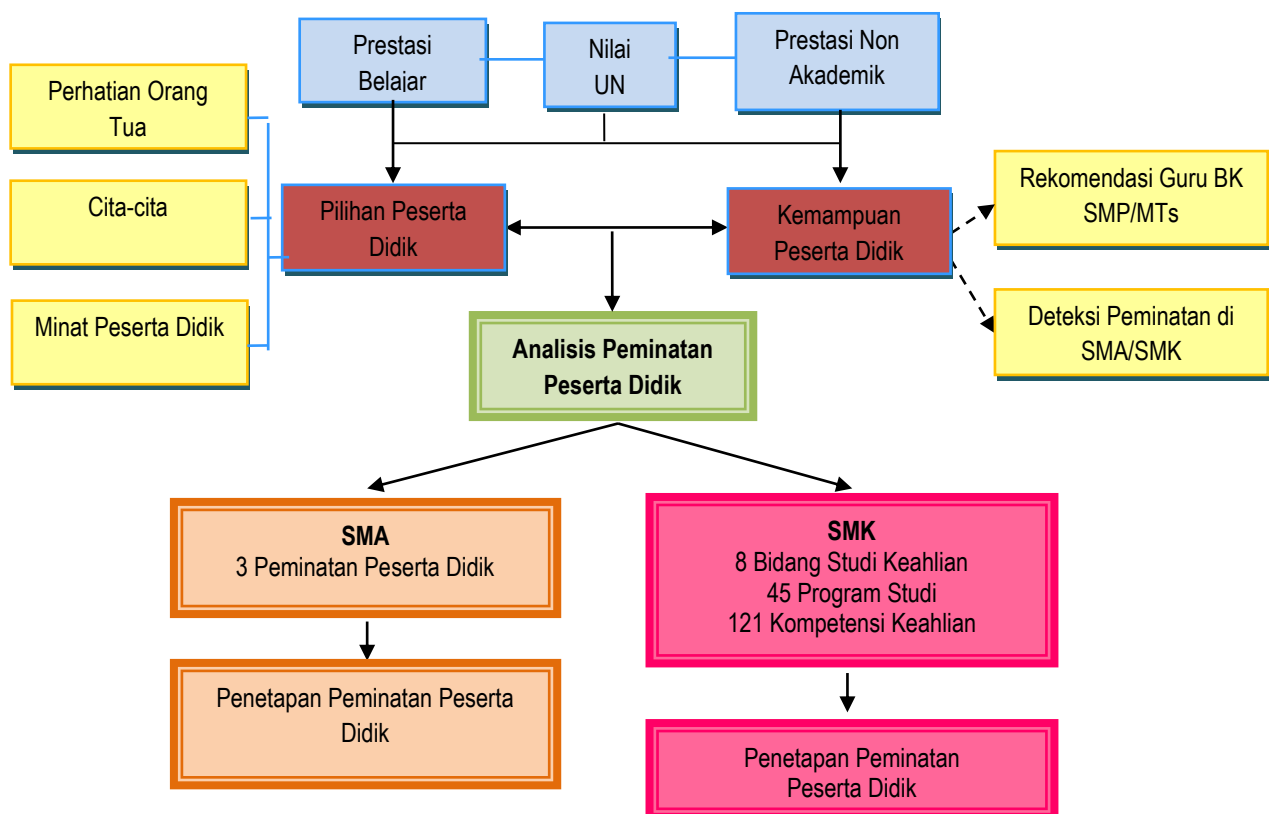 Prestasi
Belajar
Nilai
UN
Prestasi Non
Akademik
Perhatian Orang
Tua
Cita-cita
Minat Peserta Didik
Pilihan Peserta
Didik
Kemampuan
Peserta Didik
Rekomendasi Guru BK
SMP/MTs
Deteksi Peminatan di
SMA/SMK
Analisis Peminatan
Peserta Didik
SMA
3 Peminatan Peserta Didik
SMK
8 Bidang Studi Keahlian
45 Program Studi
121 Kompetensi Keahlian
Penetapan Peminatan Peserta
Didik
Penetapan Peminatan
Peserta Didik